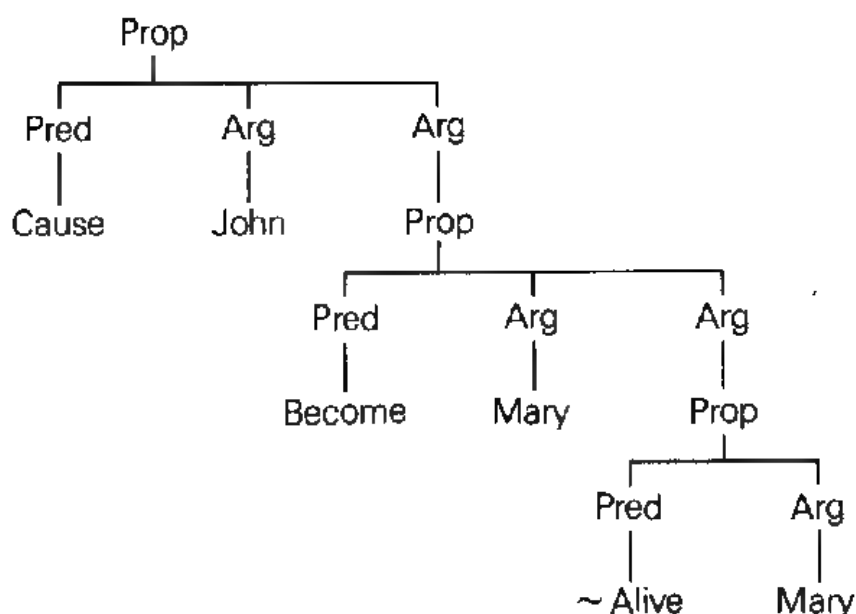 Prop
Pred Arg Arg
Cause John Prop
Pred Arg Arg
Become Mary Prop
Pred Arg
~ Alive Mary